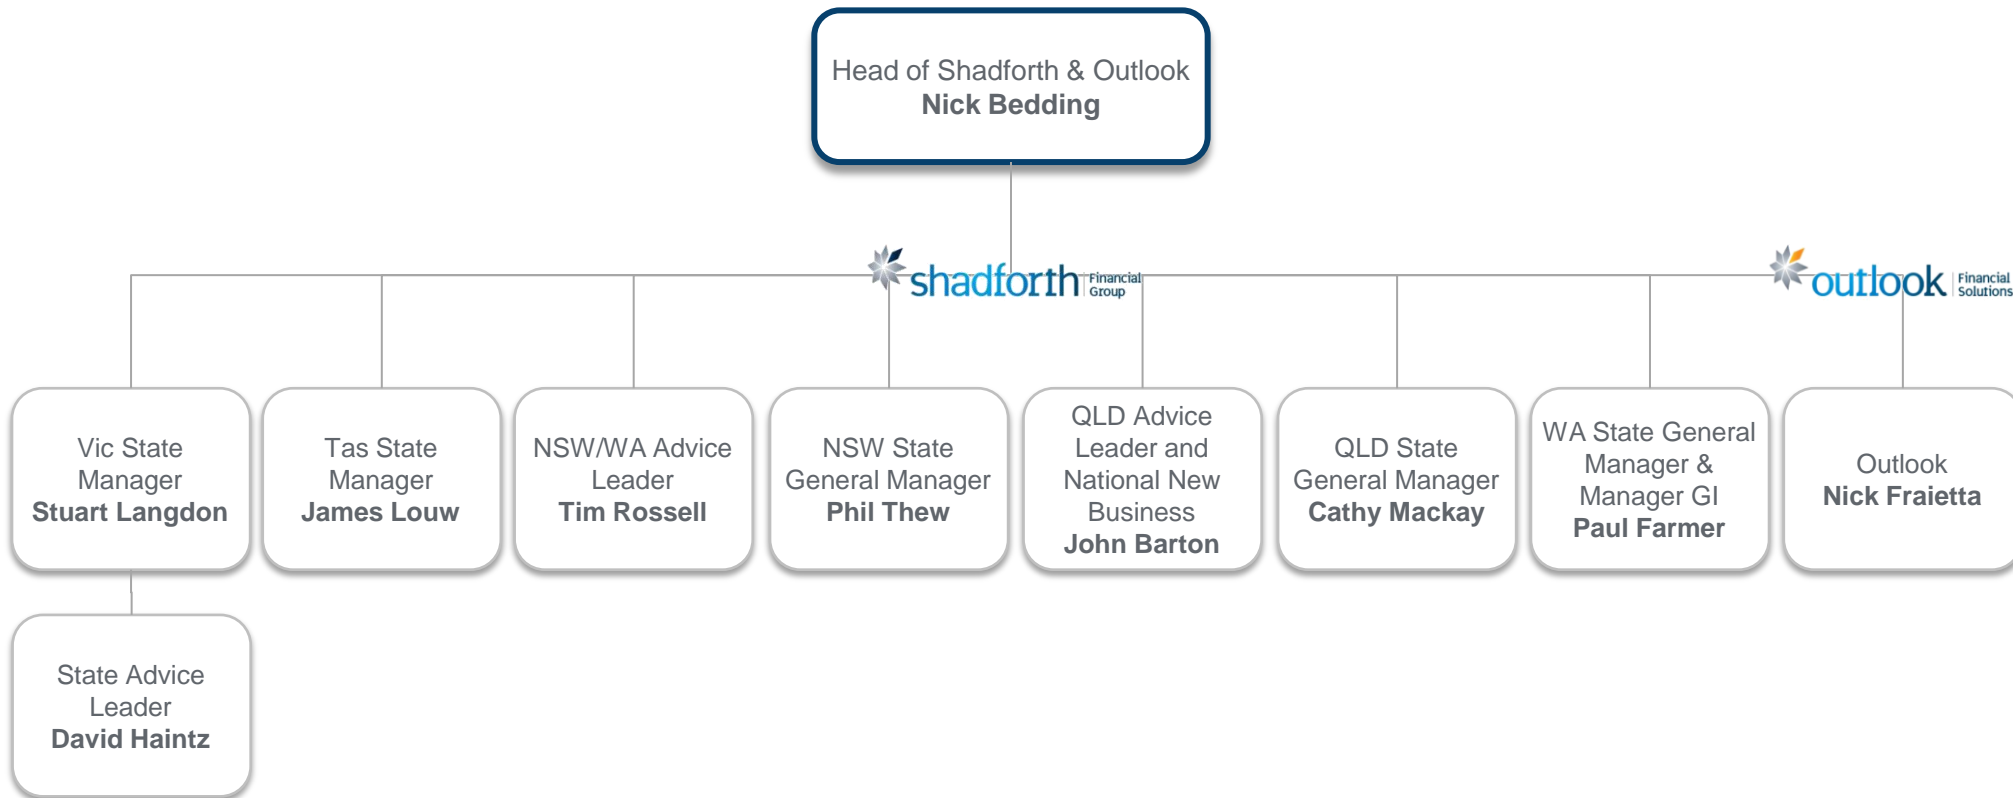 Head of Shadforth & Outlook
Nick Bedding
shadforth Financial
Group
outlook Financial
Solutions
Vic State
Manager
Stuart Langdon
Tas State
Manager
James Louw
NSW/WA Advice
Leader
Tim Rossell
NSW State
General Manager
Phil Thew
QLD Advice
Leader and
National New
Business
John Barton
QLD State
General Manager
Cathy Mackay
WA State General
Manager &
Manager GI
Paul Farmer
Outlook
Nick Fraietta
State Advice
Leader
David Haintz